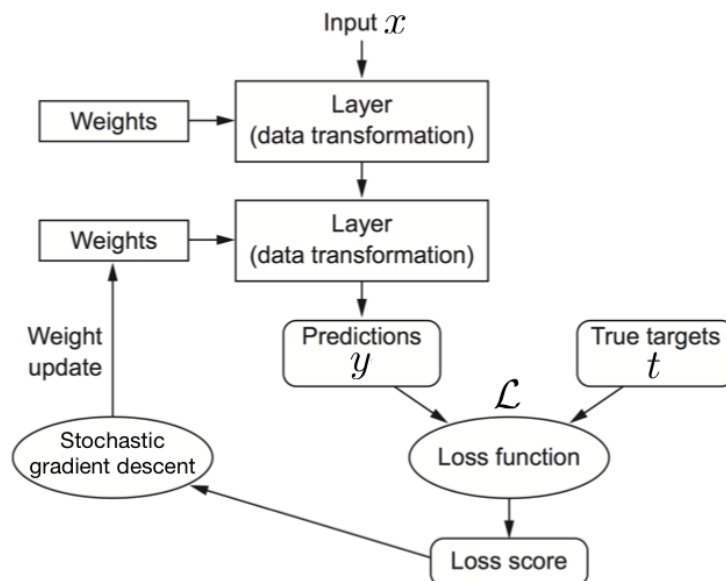 Input x
Weights
Layer
(data transformation)
Weights
Layer
(data transformation)
Weight
update
Predictions
y
True targets
t
ℒ
Stochastic
gradient descent
Loss function
Loss score